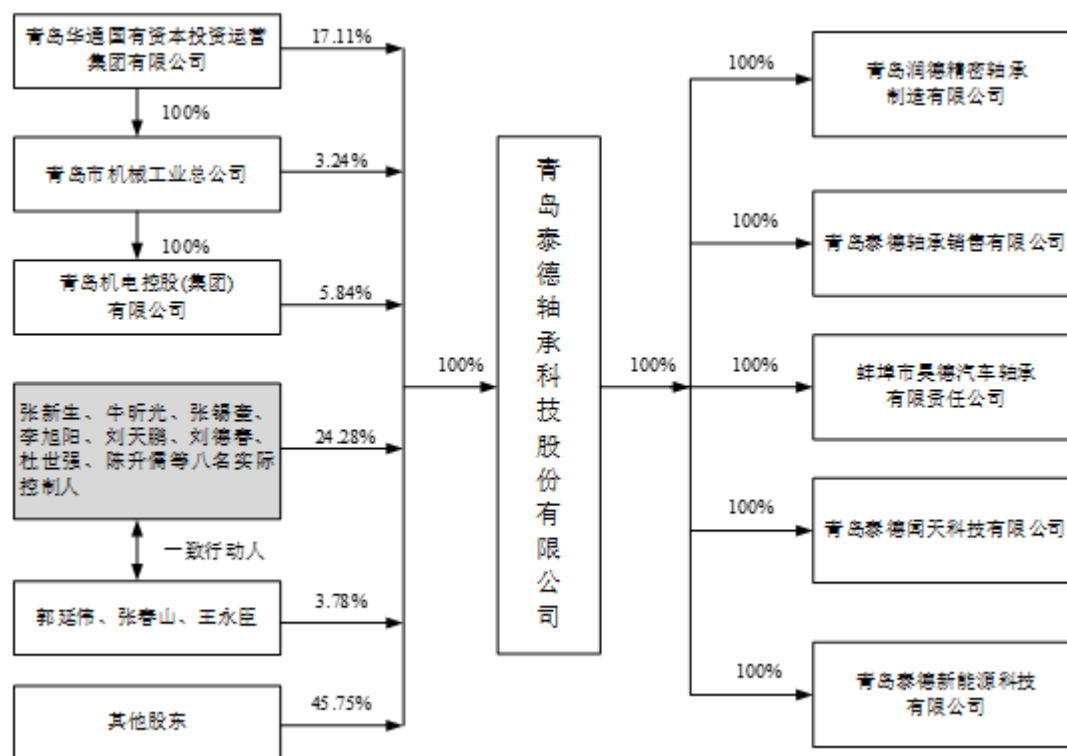 青岛华通国有资本投资运营
集团有限公司
17.11%
100%
青岛市机械工业总公司
3.24%
100%
青岛机电控股(集团)
有限公司
5.84%
张新生、牛昕光、张锡奎、
李旭阳、刘天鹏、刘德春、
杜世强、陈升儒等八名实际
控制人
24.28%
一致行动人
郭延伟、张春山、王永臣
3.78%
其他股东
45.75%
100%
青岛泰德轴承科技股份有限公司
100%
100%
青岛润德精密轴承
制造有限公司
100%
青岛泰德轴承销售有限公司
100%
蚌埠市昊德汽车轴承
有限责任公司
100%
青岛泰德闻天科技有限公司
100%
青岛泰德新能源科技
有限公司